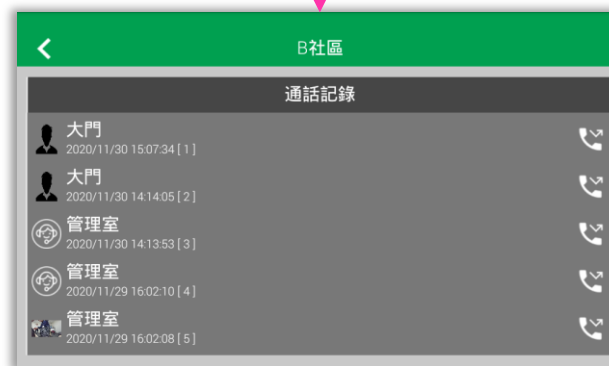 B社區
通話記錄
大門
2020/11/30 15:07:34 [ 1 ]
大門
2020/11/30 14:14:05 [ 2 ]
管理室
2020/11/30 14:13:53 [ 3 ]
管理室
2020/11/29 16:02:10 [ 4 ]
管理室
2020/11/29 16:02:08 [ 5 ]